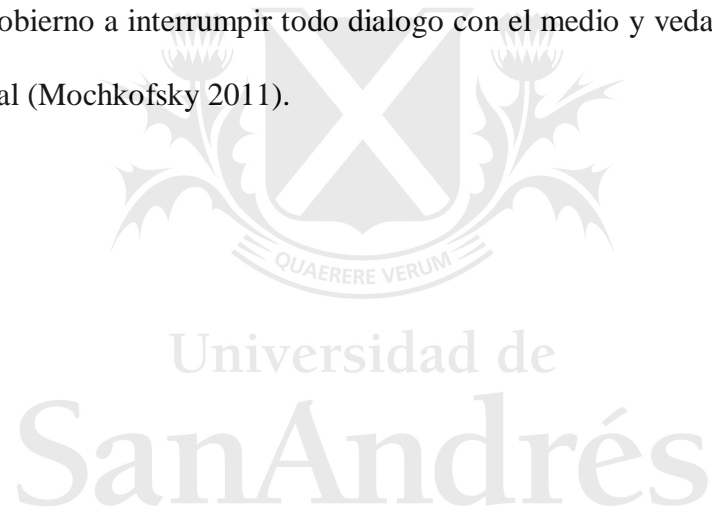 obierno a interrumpir todo dialogo con el medio y veda
al (Mochkofsky 2011).
QUAERERE VERUM
Universidad de
SanAndrés